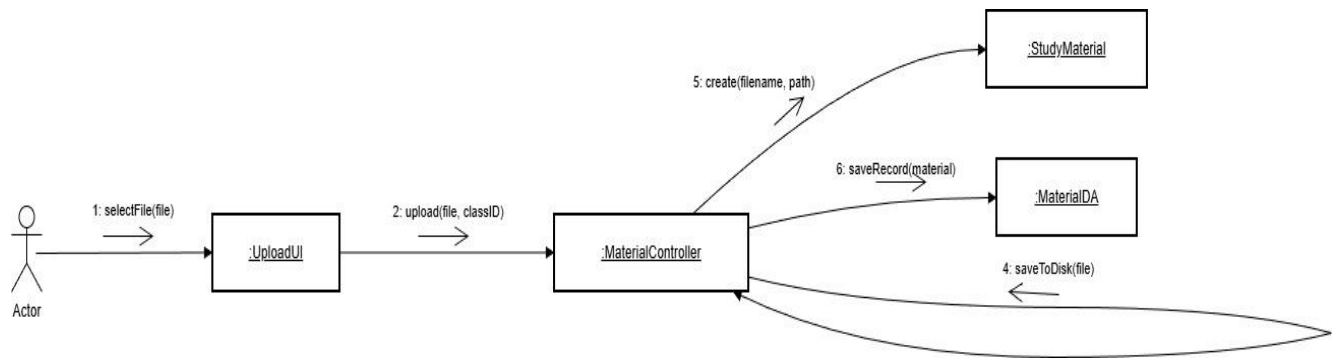 :StudyMaterial
5: create(filename, path)
6: saveRecord(material)
:MaterialDA
1: selectFile(file)
2: upload(file, classID)
:UploadUI
:MaterialController
4: saveToDisk(file)
Actor